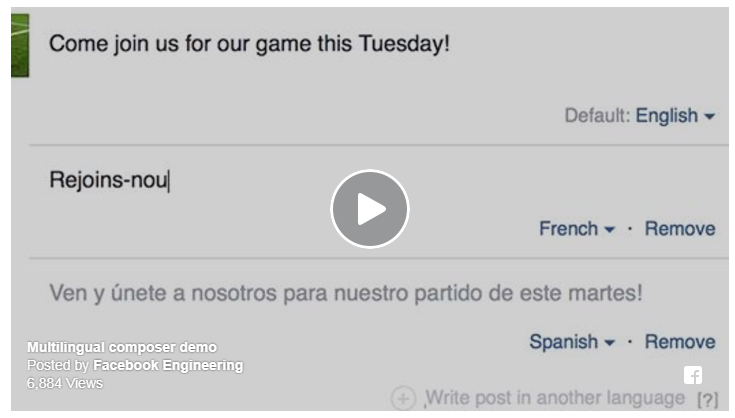 Come join us for our game this Tuesday!
Default: English
Rejoins-nou
French · Remove
Ven y únete a nosotros para nuestro partido de este martes!
Spanish · Remove
Multilingual composer demo
Posted by Facebook Engineering
6,884 Views
Write post in another language [?]